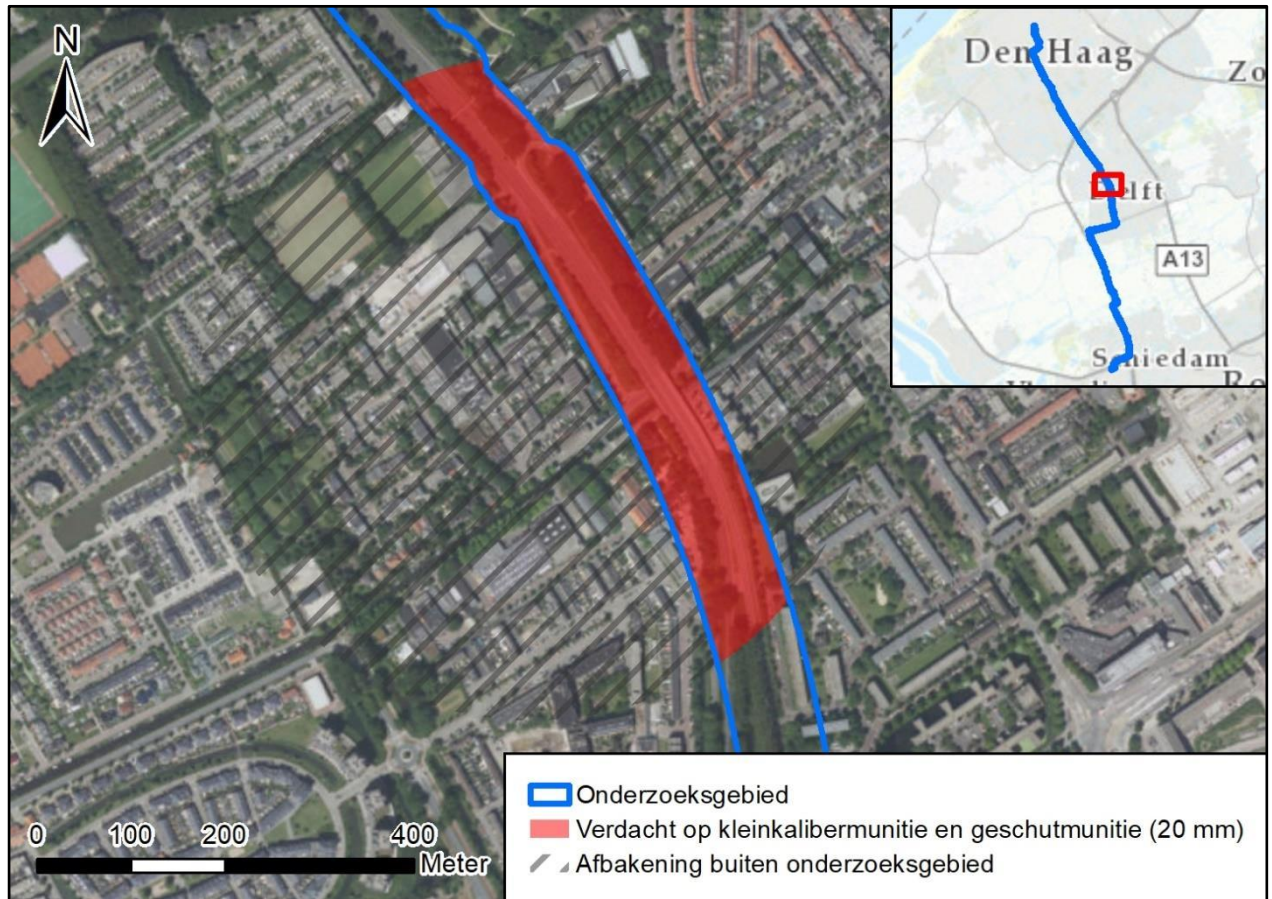 N
Den Haag
Zo
Delft
A13
Schiedam
Ro
0 100 200 400
Meter
Onderzoeksgebied
Verdacht op kleinkalibermunitie en geschutmunitie (20 mm)
Afbakening buiten onderzoeksgebied